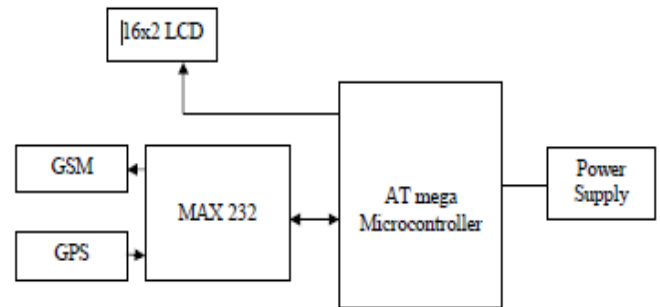 16x2 LCD
GSM
MAX 232
GPS
AT mega
Microcontroller
Power
Supply